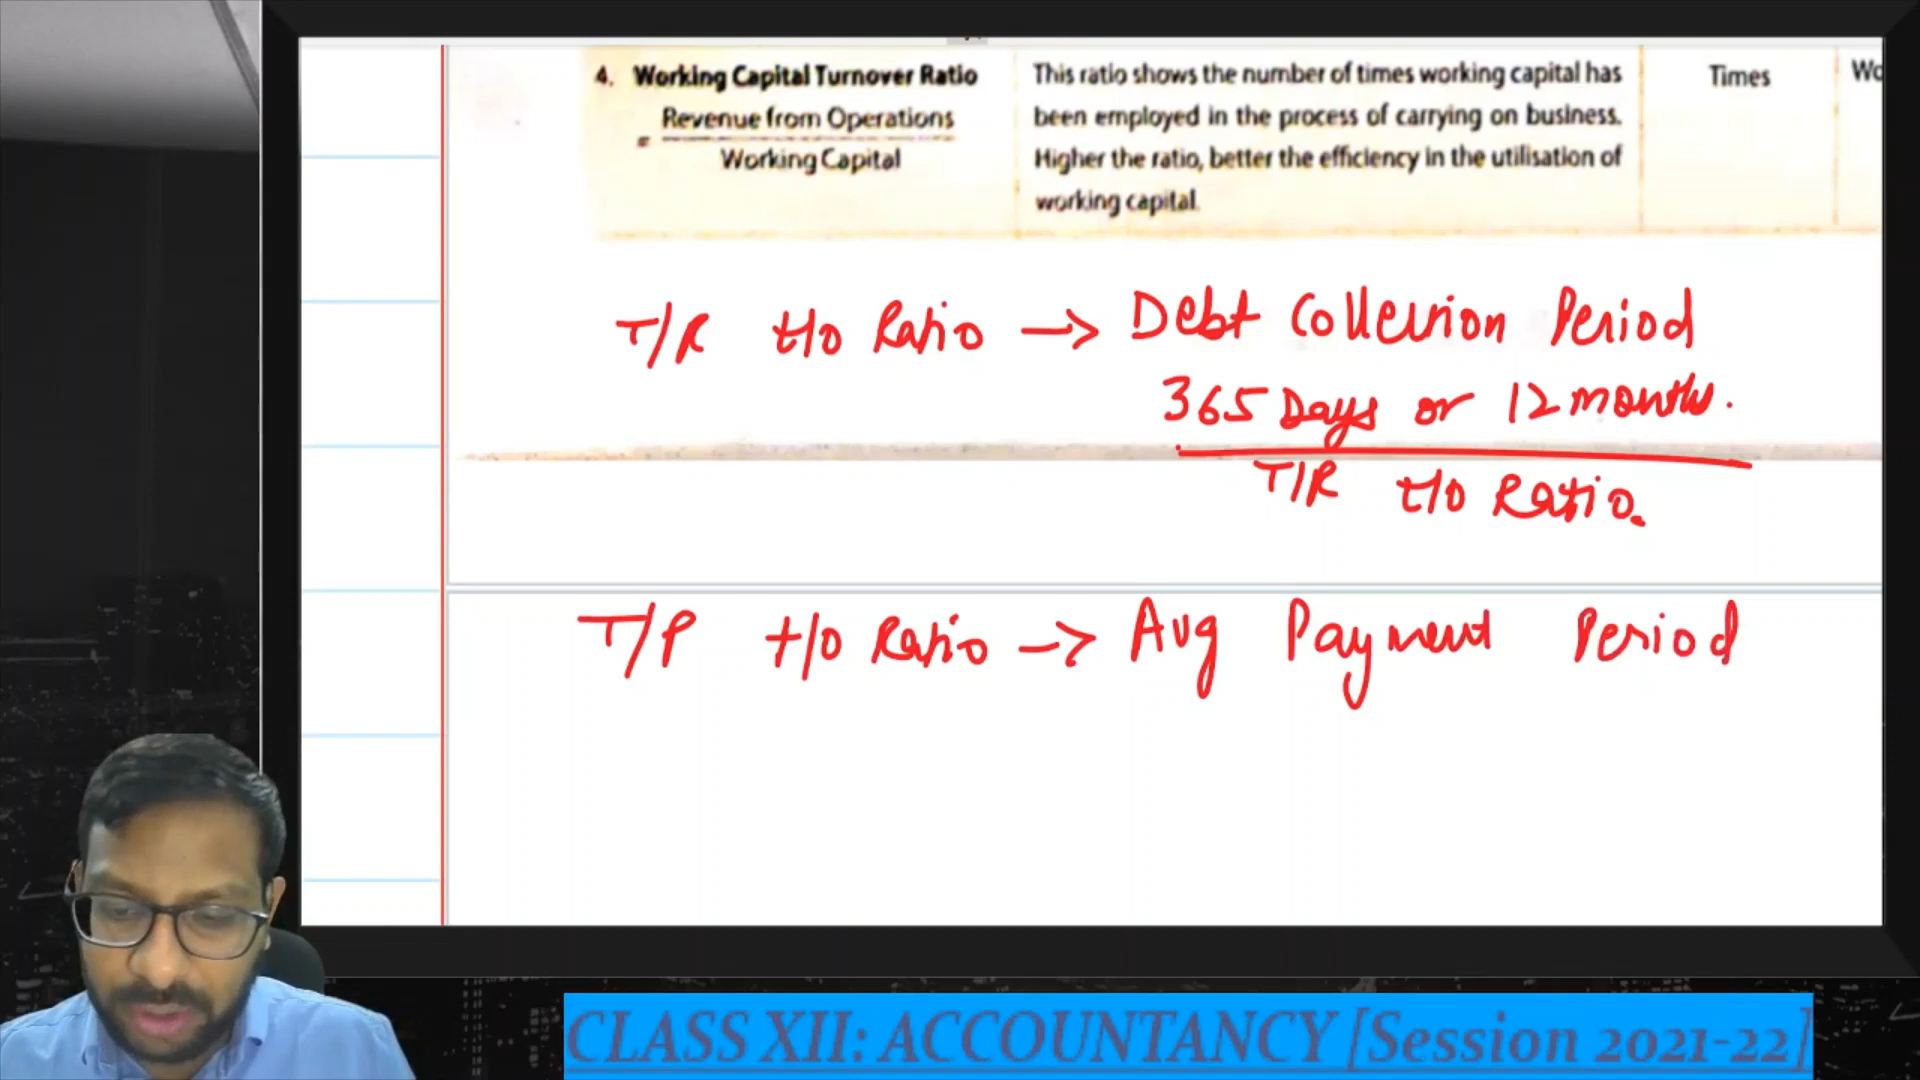 4. Working Capital Turnover Ratio
= Revenue from Operations
Working Capital
This ratio shows the number of times working capital has
been employed in the process of carrying on business.
Higher the ratio, better the efficiency in the utilisation of
working capital.
Times
Wo
T/R t/o Ratio → Debt Collection Period
365 Days or 12 months.
T/R t/o Ratio.
T/P t/o Ratio → Avg Payment Period
CLASS XII: ACCOUNTANCY [Session 2021-22]